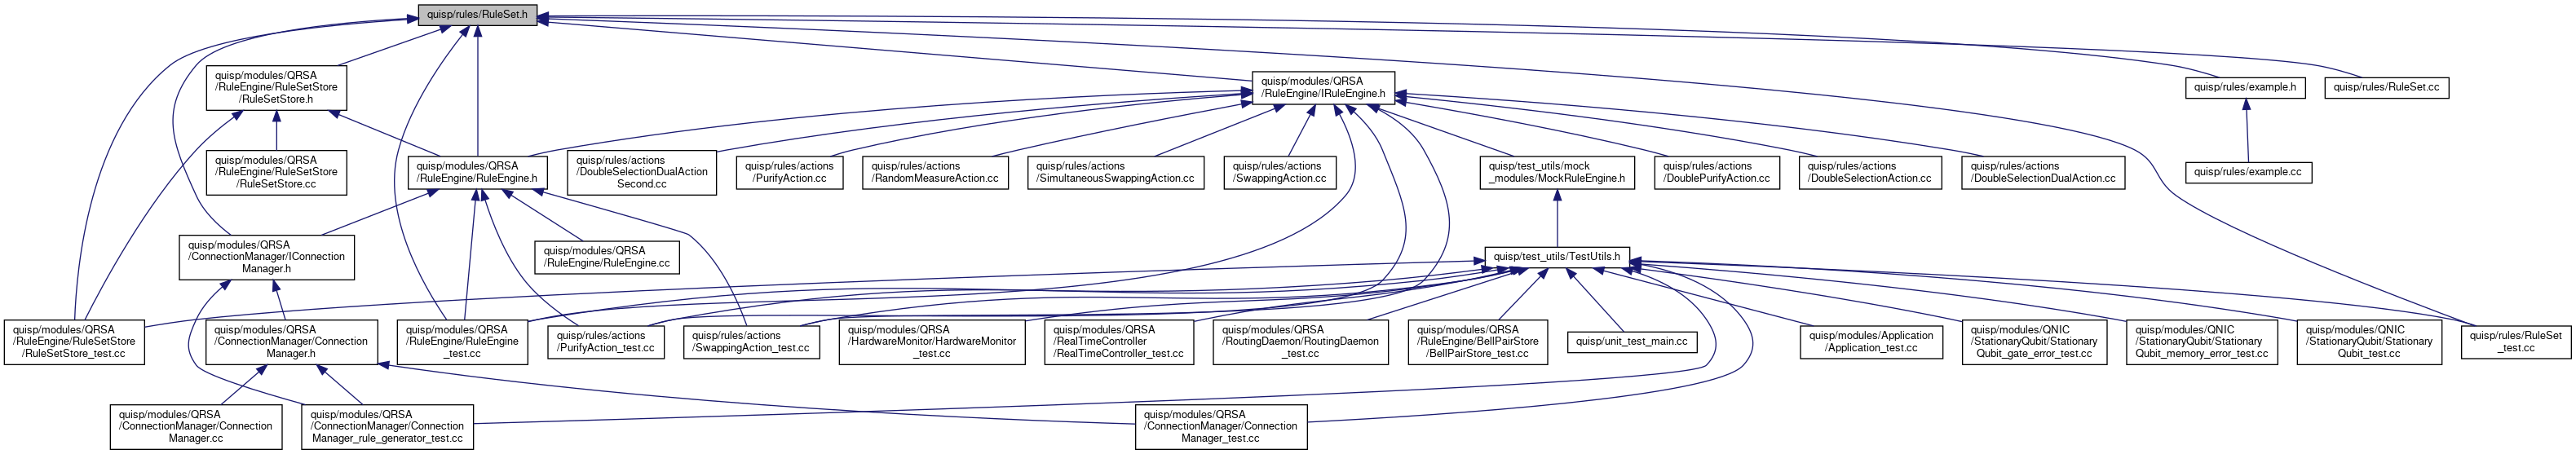 quisp/rules/RuleSet.h
quisp/modules/QRSA
/RuleEngine/RuleSetStore
/RuleSetStore.h
quisp/modules/QRSA
/RuleEngine/IRuleEngine.h
quisp/rules/example.h
quisp/rules/RuleSet.cc
quisp/modules/QRSA
/RuleEngine/RuleSetStore
/RuleSetStore.cc
quisp/modules/QRSA
/RuleEngine/RuleEngine.h
quisp/rules/actions
/DoubleSelectionDualAction
Second.cc
quisp/rules/actions
/PurifyAction.cc
quisp/rules/actions
/RandomMeasureAction.cc
quisp/rules/actions
/SimultaneousSwappingAction.cc
quisp/rules/actions
/SwappingAction.cc
quisp/test_utils/mock
_modules/MockRuleEngine.h
quisp/rules/actions
/DoublePurifyAction.cc
quisp/rules/actions
/DoubleSelectionAction.cc
quisp/rules/actions
/DoubleSelectionDualAction.cc
quisp/rules/example.cc
quisp/modules/QRSA
/ConnectionManager/IConnection
Manager.h
quisp/modules/QRSA
/RuleEngine/RuleEngine.cc
quisp/test_utils/TestUtils.h
quisp/modules/QRSA
/RuleEngine/RuleSetStore
/RuleSetStore_test.cc
quisp/modules/QRSA
/ConnectionManager/Connection
Manager.h
quisp/modules/QRSA
/RuleEngine/RuleEngine
_test.cc
quisp/rules/actions
/PurifyAction_test.cc
quisp/rules/actions
/SwappingAction_test.cc
quisp/modules/QRSA
/HardwareMonitor/HardwareMonitor
_test.cc
quisp/modules/QRSA
/RealTimeController
/RealTimeController_test.cc
quisp/modules/QRSA
/RoutingDaemon/RoutingDaemon
_test.cc
quisp/modules/QRSA
/RuleEngine/BellPairStore
/BellPairStore_test.cc
quisp/unit_test_main.cc
quisp/modules/Application
/Application_test.cc
quisp/modules/QNIC
/StationaryQubit/Stationary
Qubit_gate_error_test.cc
quisp/modules/QNIC
/StationaryQubit/Stationary
Qubit_memory_error_test.cc
quisp/modules/QNIC
/StationaryQubit/Stationary
Qubit_test.cc
quisp/rules/RuleSet
_test.cc
quisp/modules/QRSA
/ConnectionManager/Connection
Manager.cc
quisp/modules/QRSA
/ConnectionManager/Connection
Manager_rule_generator_test.cc
quisp/modules/QRSA
/ConnectionManager/Connection
Manager_test.cc